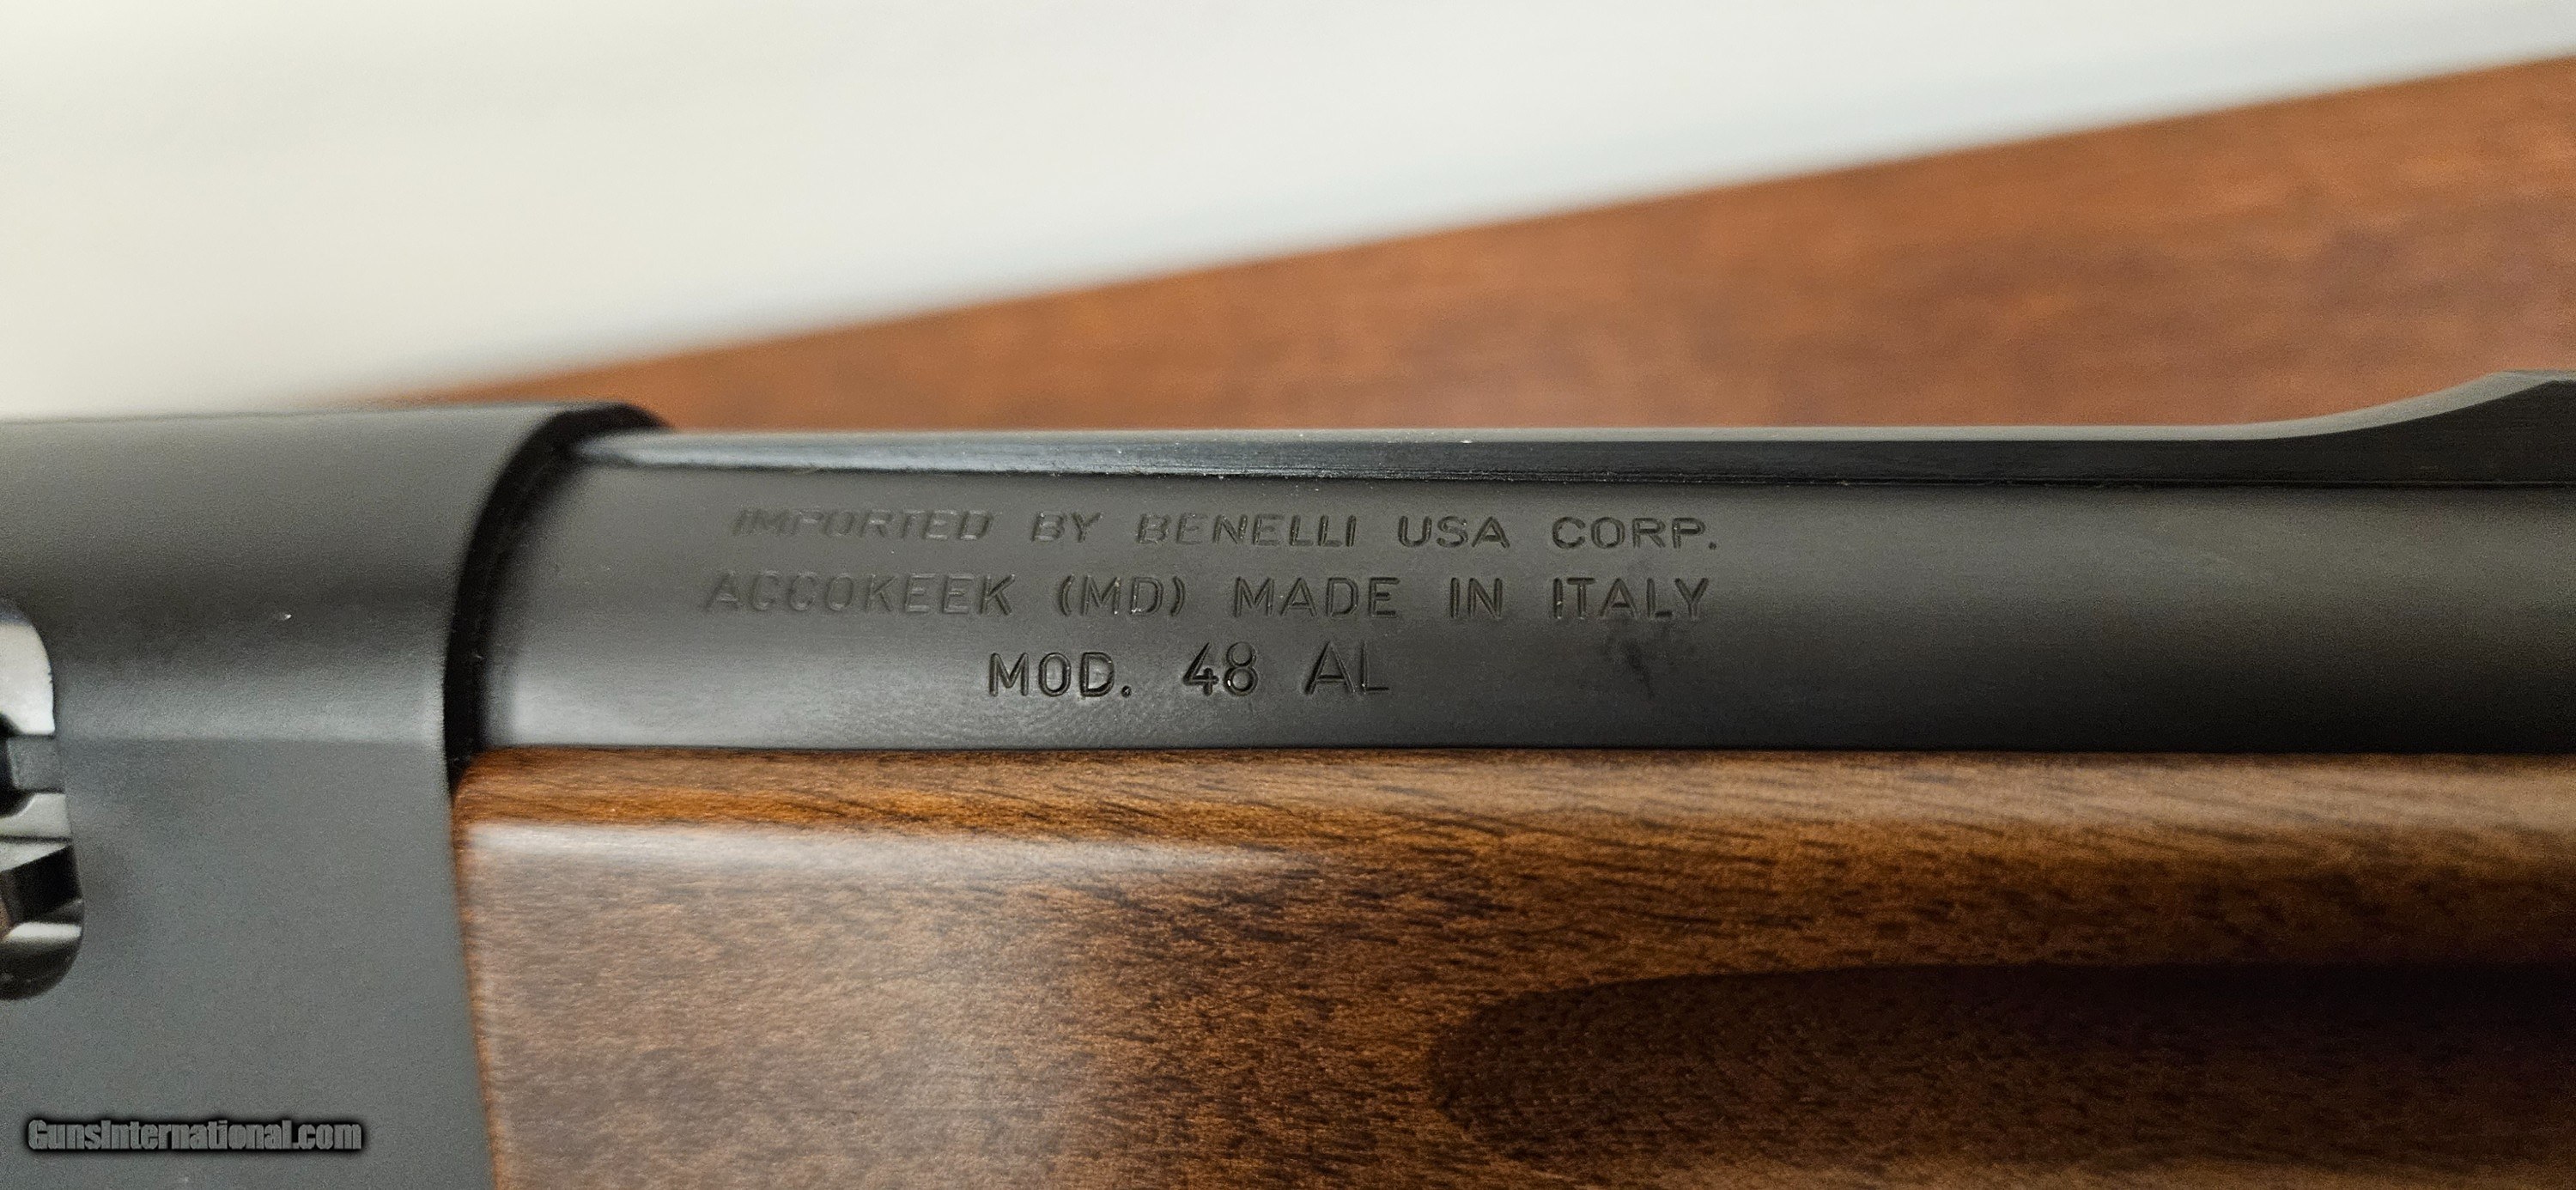 IMPORTED BY BENELLI USA CORP.
ACCOKEEK (MD) MADE IN ITALY
MOD. 48 AL
GunsInternational.com